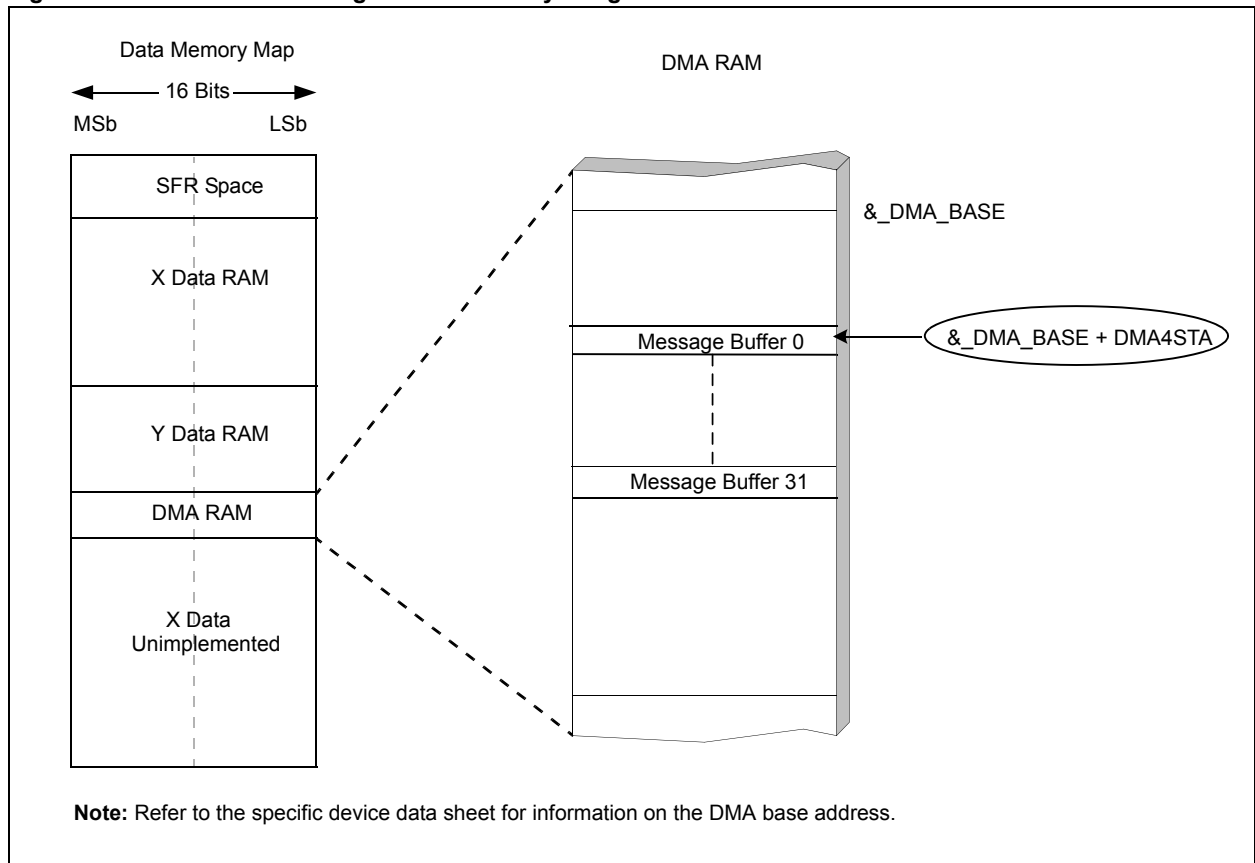 Data Memory Map
16 Bits
MSb LSb
SFR Space
X Data RAM
Y Data RAM
DMA RAM
X Data
Unimplemented
DMA RAM
&_DMA_BASE
Message Buffer 0
&_DMA_BASE + DMA4STA
Message Buffer 31
Note: Refer to the specific device data sheet for information on the DMA base address.